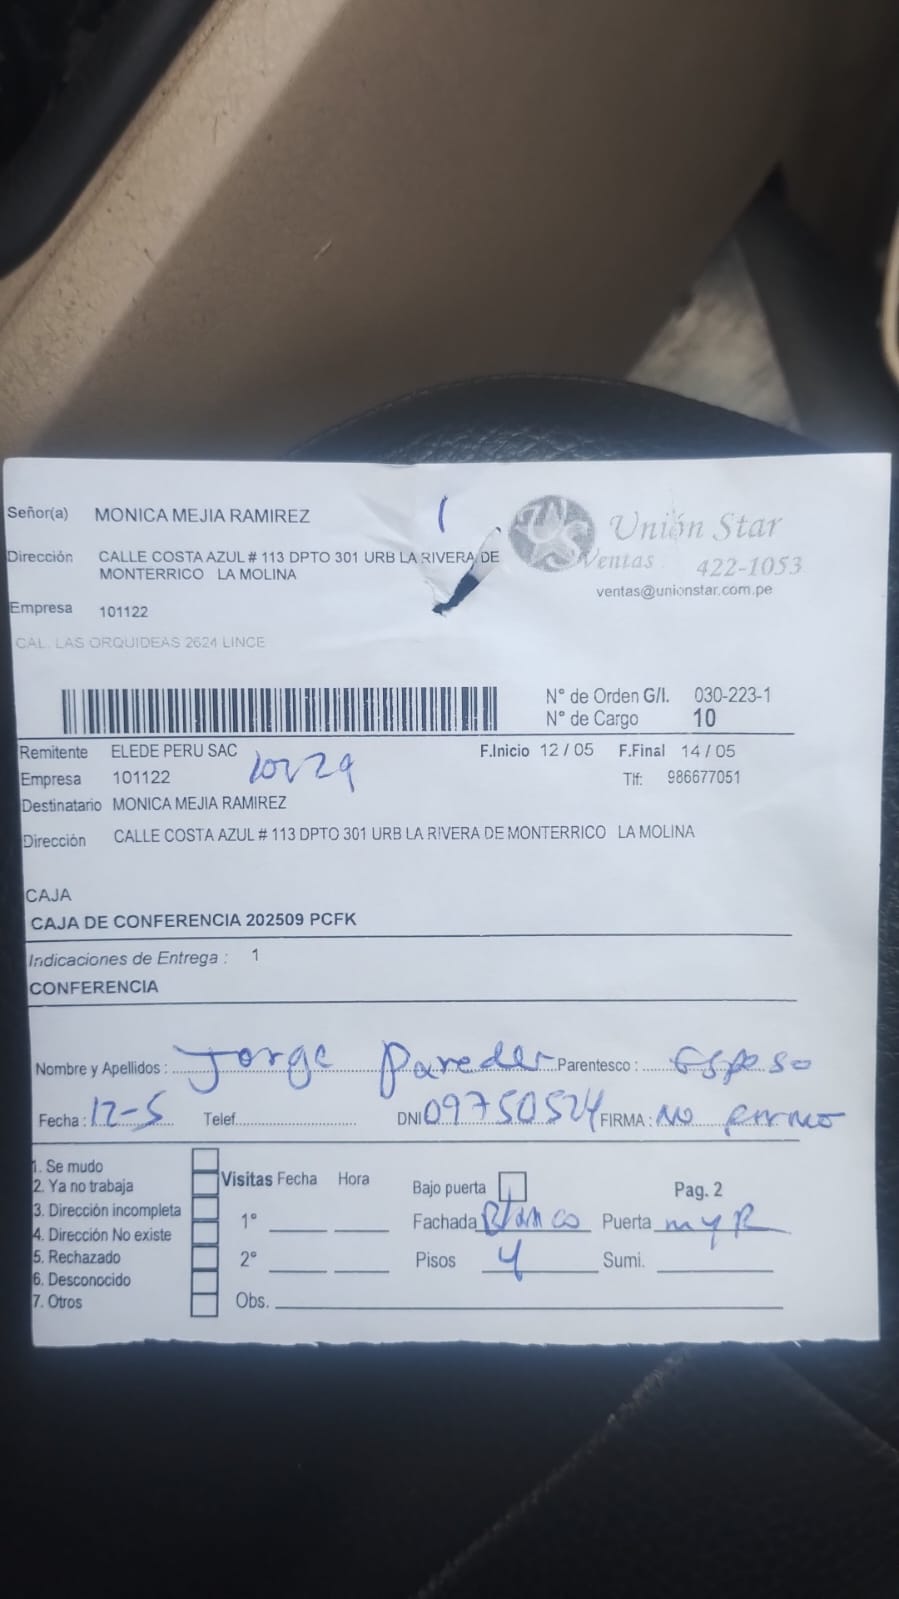 Señor(a) MONICA MEJIA RAMIREZ
Unión Star
Dirección CALLE COSTA AZUL # 113 DPTO 301 URB LA RIVERA DE
MONTERRICO LA MOLINA
Ventas 422-1053
ventas@unionstar.com.pe
Empresa 101122
CAL. LAS ORQUIDEAS 2624 LINCE
N° de Orden G/I. 030-223-1
N° de Cargo 10
Remitente ELEDE PERU SAC F.Inicio 12 / 05 F.Final 14 / 05
Empresa 101122 Tlf: 986677051
Destinatario MONICA MEJIA RAMIREZ
Dirección CALLE COSTA AZUL # 113 DPTO 301 URB LA RIVERA DE MONTERRICO LA MOLINA
CAJA
CAJA DE CONFERENCIA 202509 PCFK
Indicaciones de Entrega : 1
CONFERENCIA
Nombre y Apellidos : Jorge Paredes Parentesco : Esposo
Fecha : 12-5 Telef. DNI 09750524 FIRMA : No firmo
1. Se mudo
2. Ya no trabaja
3. Dirección incompleta
4. Dirección No existe
5. Rechazado
6. Desconocido
7. Otros
Visitas Fecha Hora
1°
2°
Obs.
Bajo puerta Pag. 2
Fachada Blanco Puerta myR
Pisos 4 Sumi.